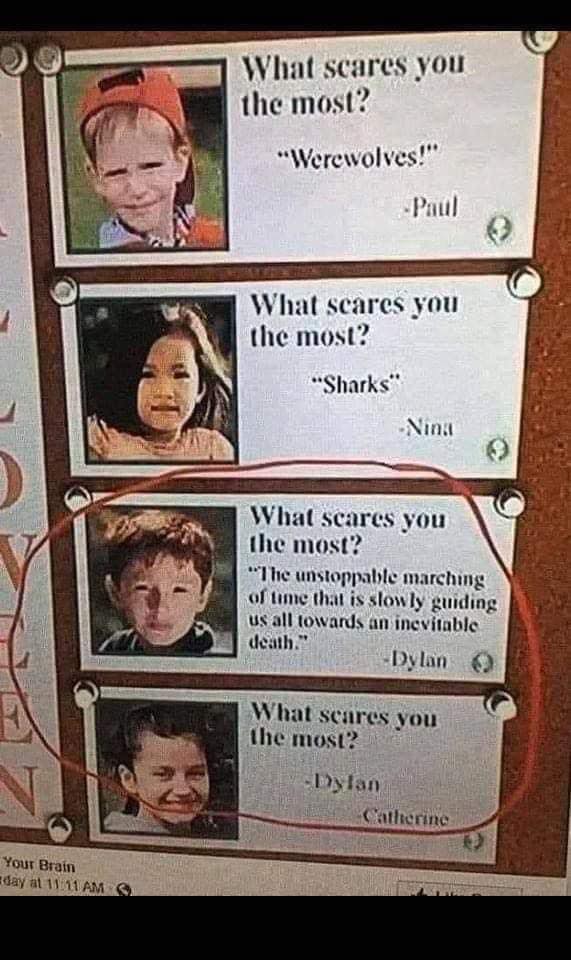 What scares you
the most?
"Werewolves!"
-Paul
What scares you
the most?
"Sharks"
-Nina
What scares you
the most?
"The unstoppable marching
of time that is slowly guiding
us all towards an inevitable
death."
-Dylan
What scares you
the most?
-Dylan
-Catherine
L
O
W
E
E
N
Your Brain
rday at 11:11 AM